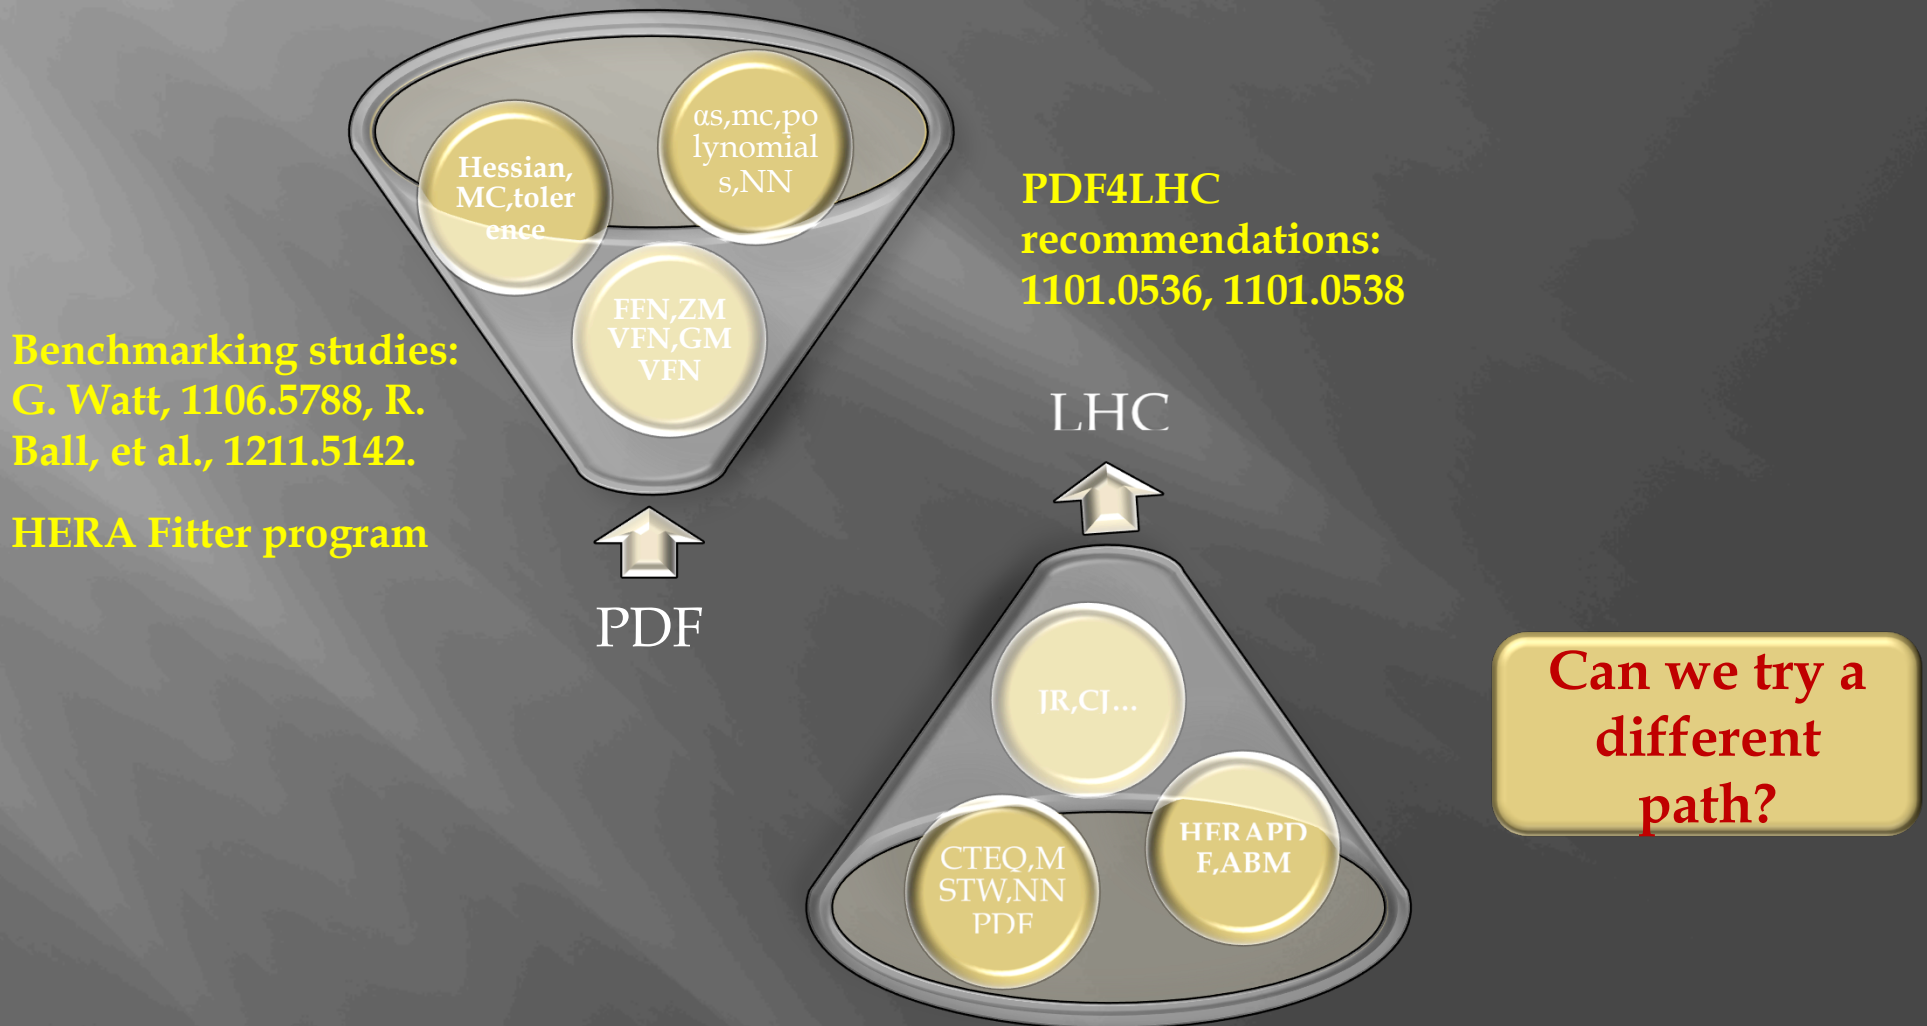 αs,mc,po
lynomial
s,NN
Hessian,
MC,toler
ence
FFN,ZM
VFN,GM
VFN
PDF4LHC
recommendations:
1101.0536, 1101.0538
Benchmarking studies:
G. Watt, 1106.5788, R.
Ball, et al., 1211.5142.
HERA Fitter program
PDF
LHC
JR,CJ…
HERAPD
F,ABM
CTEQ,M
STW,NN
PDF
Can we try a
different
path?